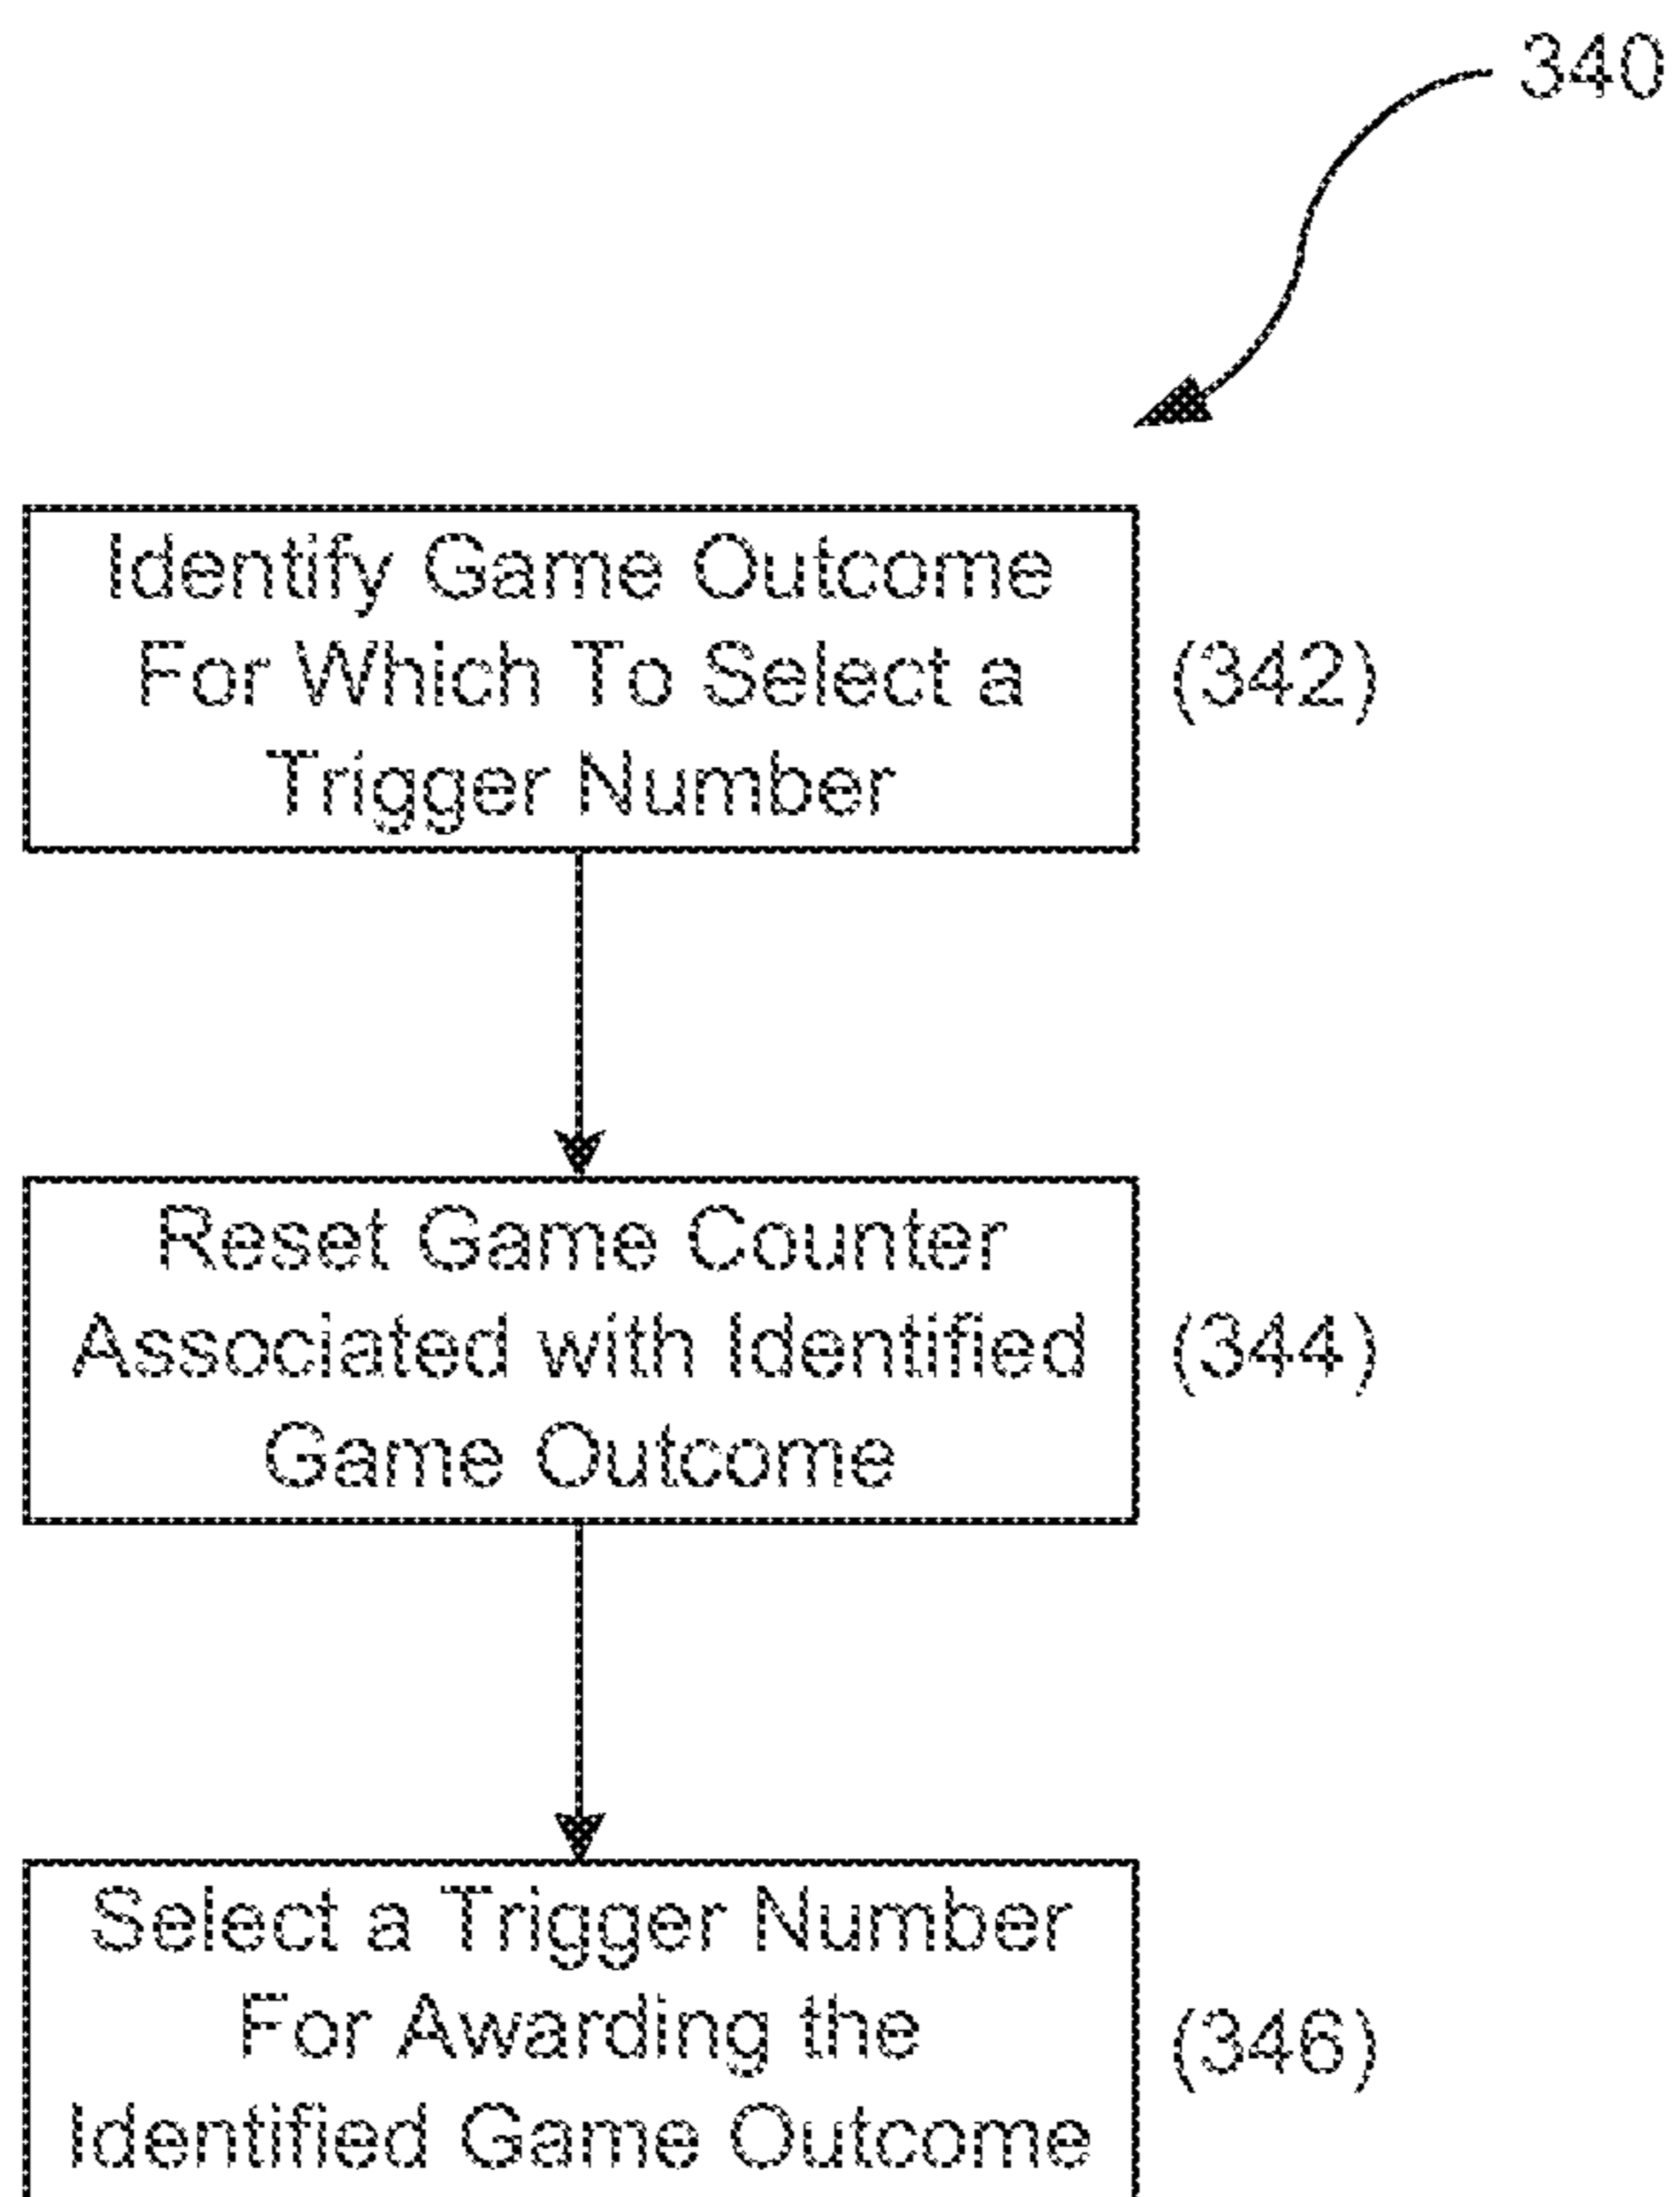 340
Identify Game Outcome
For Which To Select a
Trigger Number
(342)
Reset Game Counter
Associated with Identified
Game Outcome
(344)
Select a Trigger Number
For Awarding the
Identified Game Outcome
(346)